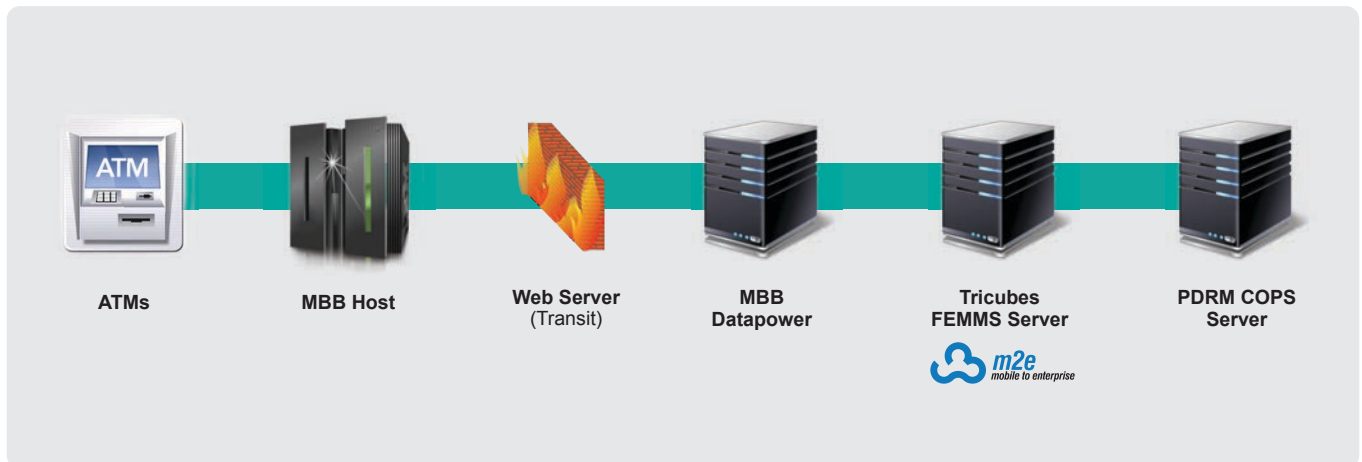 ATM
ATMs
MBB Host
Web Server
(Transit)
MBB
Datapower
Tricubes
FEMMS Server
m2e
mobile to enterprise
PDRM COPS
Server